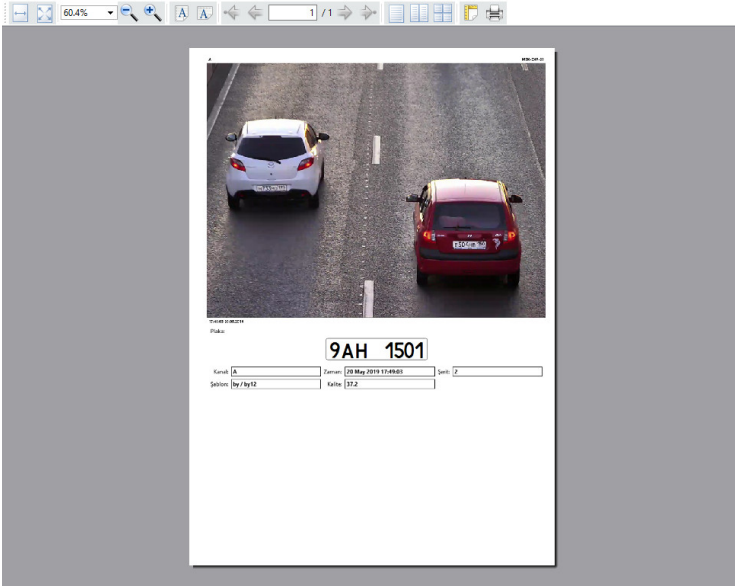 60.4%
1 / 1
A
Plaka:
9AH 1501
Kanal: A
Zaman: 20 May 2019 17:49:03
Şerit: 2
Şablon: by / by12
Kalite: 37.2